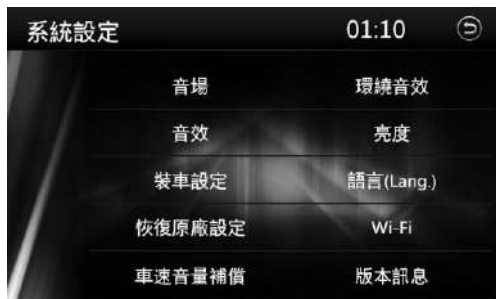 系統設定 01:10
音場 環繞音效
音效 亮度
裝車設定 語言(Lang.)
恢復原廠設定 Wi-Fi
車速音量補償 版本訊息